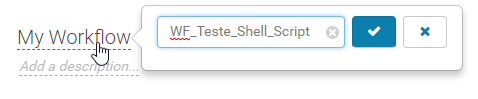 My Workflow
WF_Teste_Shell_Script
Add a description...